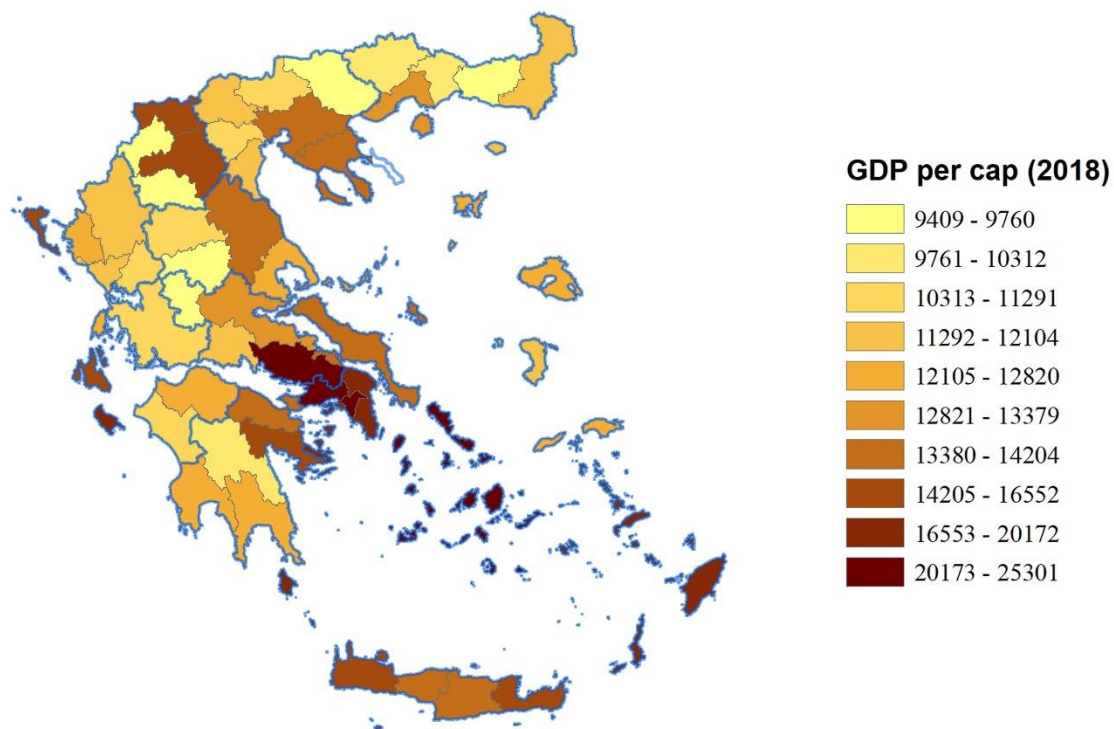 GDP per cap (2018)
9409 - 9760
9761 - 10312
10313 - 11291
11292 - 12104
12105 - 12820
12821 - 13379
13380 - 14204
14205 - 16552
16553 - 20172
20173 - 25301